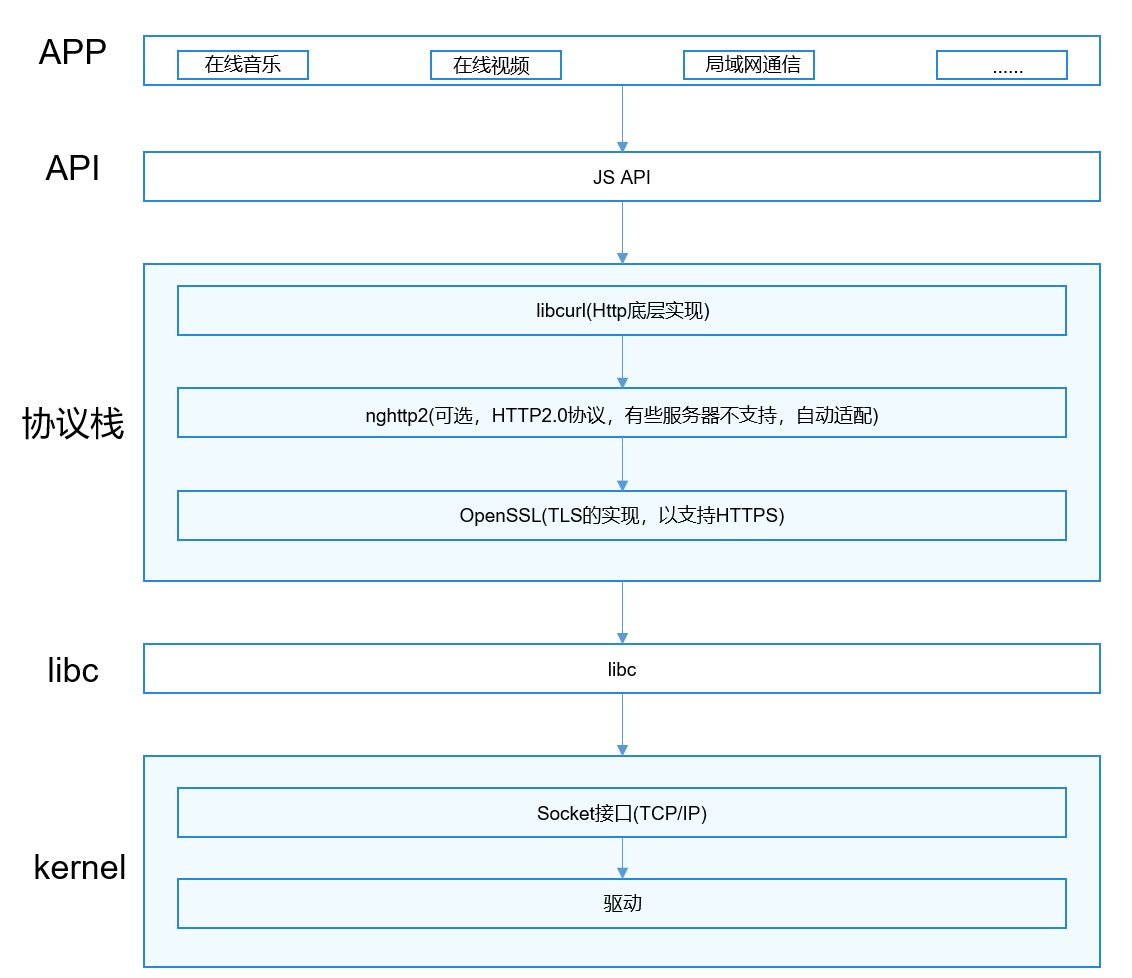 APP
在线音乐
在线视频
局域网通信
......
API
JS API
协议栈
libcurl(Http底层实现)
nghttp2(可选，HTTP2.0协议，有些服务器不支持，自动适配)
OpenSSL(TLS的实现，以支持HTTPS)
libc
libc
kernel
Socket接口(TCP/IP)
驱动